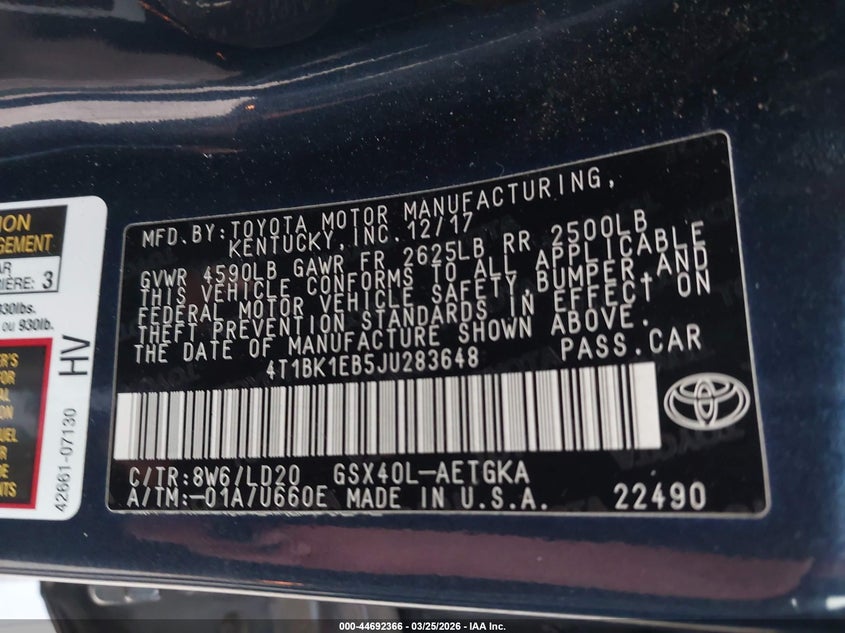 MFD.BY:TOYOTA MOTOR MANUFACTURING,
KENTUCKY,INC.12/17
GVWR 4590LB GAWR FR 2625LB RR 2500LB
THIS VEHICLE CONFORMS TO ALL APPLICABLE
FEDERAL MOTOR VEHICLE SAFETY,BUMPER,AND
THEFT PREVENTION STANDARDS IN EFFECT ON
THE DATE OF MANUFACTURE SHOWN ABOVE.
4T1BK1EB5JU283648 PASS.CAR
C/TR:8W6/LD20 GSX40L-AETGKA
A/TM:-01A/U660E MADE IN U.S.A. 22490
3
930lbs.
ou 930lb.
HV
42661-07130
000-44692366 - 03/25/2026 - IAA Inc.